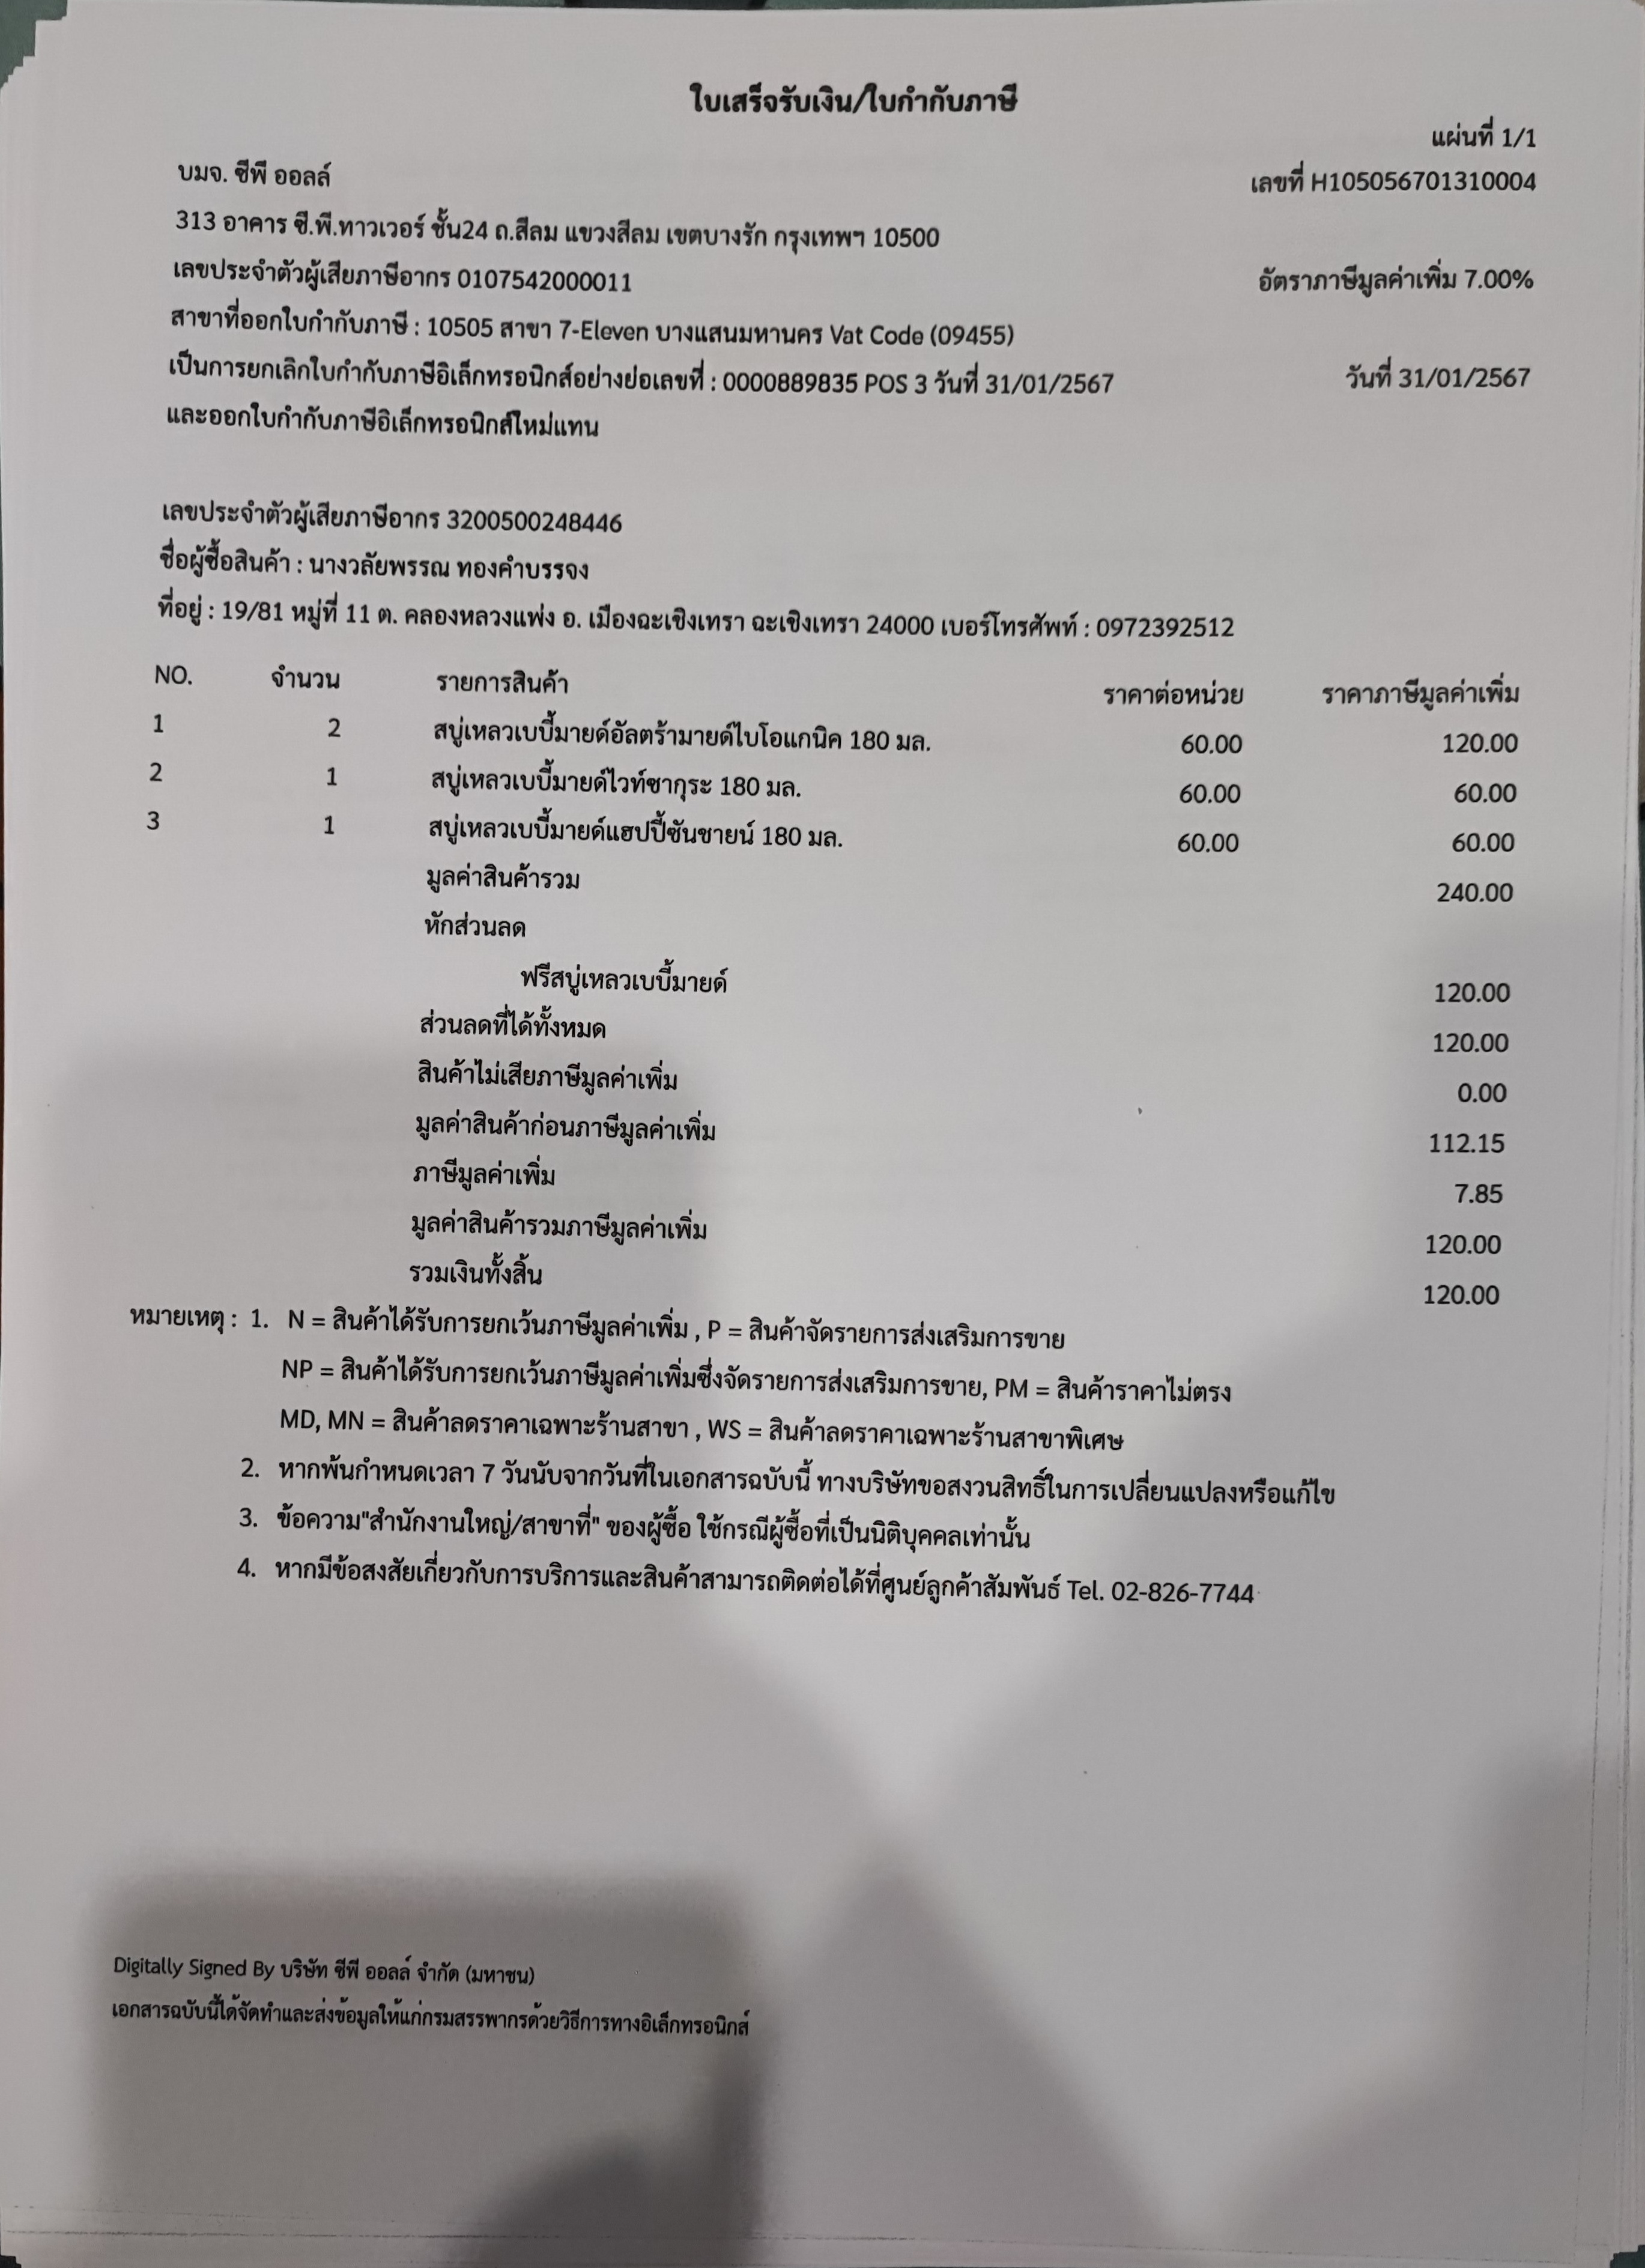 ใบเสร็จรับเงิน/ใบกำกับภาษี
แผ่นที่ 1/1
บมจ. ซีพี ออลล์ เลขที่ H105056701310004
313 อาคาร ซี.พี.ทาวเวอร์ ชั้น24 ถ.สีลม แขวงสีลม เขตบางรัก กรุงเทพฯ 10500
เลขประจำตัวผู้เสียภาษีอากร 0107542000011 อัตราภาษีมูลค่าเพิ่ม 7.00%
สาขาที่ออกใบกำกับภาษี : 10505 สาขา 7-Eleven บางแสนมหานคร Vat Code (09455)
เป็นการยกเลิกใบกำกับภาษีอิเล็กทรอนิกส์อย่างย่อเลขที่ : 0000889835 POS 3 วันที่ 31/01/2567 วันที่ 31/01/2567
และออกใบกำกับภาษีอิเล็กทรอนิกส์ใหม่แทน
เลขประจำตัวผู้เสียภาษีอากร 3200500248446
ชื่อผู้ซื้อสินค้า : นางวลัยพรรณ ทองคำบรรจง
ที่อยู่ : 19/81 หมู่ที่ 11 ต. คลองหลวงแพ่ง อ. เมืองฉะเชิงเทรา ฉะเชิงเทรา 24000 เบอร์โทรศัพท์ : 0972392512
NO. จำนวน รายการสินค้า ราคาต่อหน่วย ราคาภาษีมูลค่าเพิ่ม
1 2 สบู่เหลวเบบี้มายด์อัลตร้ามายด์ไบโอแกนิค 180 มล. 60.00 120.00
2 1 สบู่เหลวเบบี้มายด์ไวท์ซากุระ 180 มล. 60.00 60.00
3 1 สบู่เหลวเบบี้มายด์แฮปปี้ซันชายน์ 180 มล. 60.00 60.00
มูลค่าสินค้ารวม 240.00
หักส่วนลด
ฟรีสบู่เหลวเบบี้มายด์ 120.00
ส่วนลดที่ได้ทั้งหมด 120.00
สินค้าไม่เสียภาษีมูลค่าเพิ่ม 0.00
มูลค่าสินค้าก่อนภาษีมูลค่าเพิ่ม 112.15
ภาษีมูลค่าเพิ่ม 7.85
มูลค่าสินค้ารวมภาษีมูลค่าเพิ่ม 120.00
รวมเงินทั้งสิ้น 120.00
หมายเหตุ : 1. N = สินค้าได้รับการยกเว้นภาษีมูลค่าเพิ่ม , P = สินค้าจัดรายการส่งเสริมการขาย
NP = สินค้าได้รับการยกเว้นภาษีมูลค่าเพิ่มซึ่งจัดรายการส่งเสริมการขาย, PM = สินค้าราคาไม่ตรง
MD, MN = สินค้าลดราคาเฉพาะร้านสาขา , WS = สินค้าลดราคาเฉพาะร้านสาขาพิเศษ
2. หากพ้นกำหนดเวลา 7 วันนับจากวันที่ในเอกสารฉบับนี้ ทางบริษัทขอสงวนสิทธิ์ในการเปลี่ยนแปลงหรือแก้ไข
3. ข้อความ"สำนักงานใหญ่/สาขาที่" ของผู้ซื้อ ใช้กรณีผู้ซื้อที่เป็นนิติบุคคลเท่านั้น
4. หากมีข้อสงสัยเกี่ยวกับการบริการและสินค้าสามารถติดต่อได้ที่ศูนย์ลูกค้าสัมพันธ์ Tel. 02-826-7744
Digitally Signed By บริษัท ซีพี ออลล์ จำกัด (มหาชน)
เอกสารฉบับนี้ได้จัดทำและส่งข้อมูลให้แก่กรมสรรพากรด้วยวิธีการทางอิเล็กทรอนิกส์